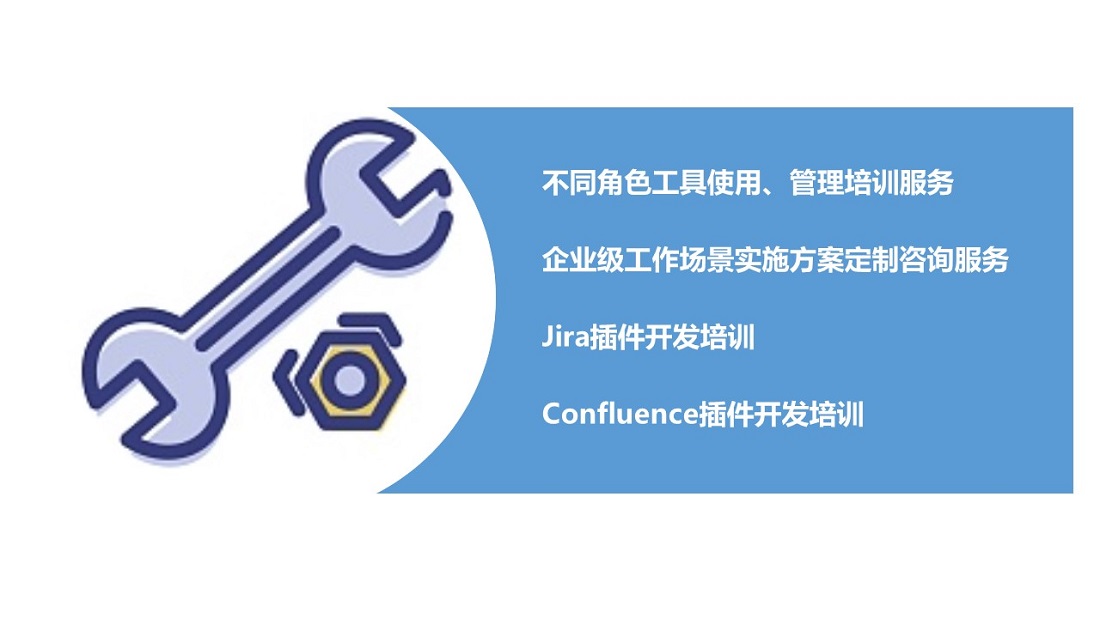 不同角色工具使用、管理培训服务
企业级工作场景实施方案定制咨询服务
Jira插件开发培训
Confluence插件开发培训